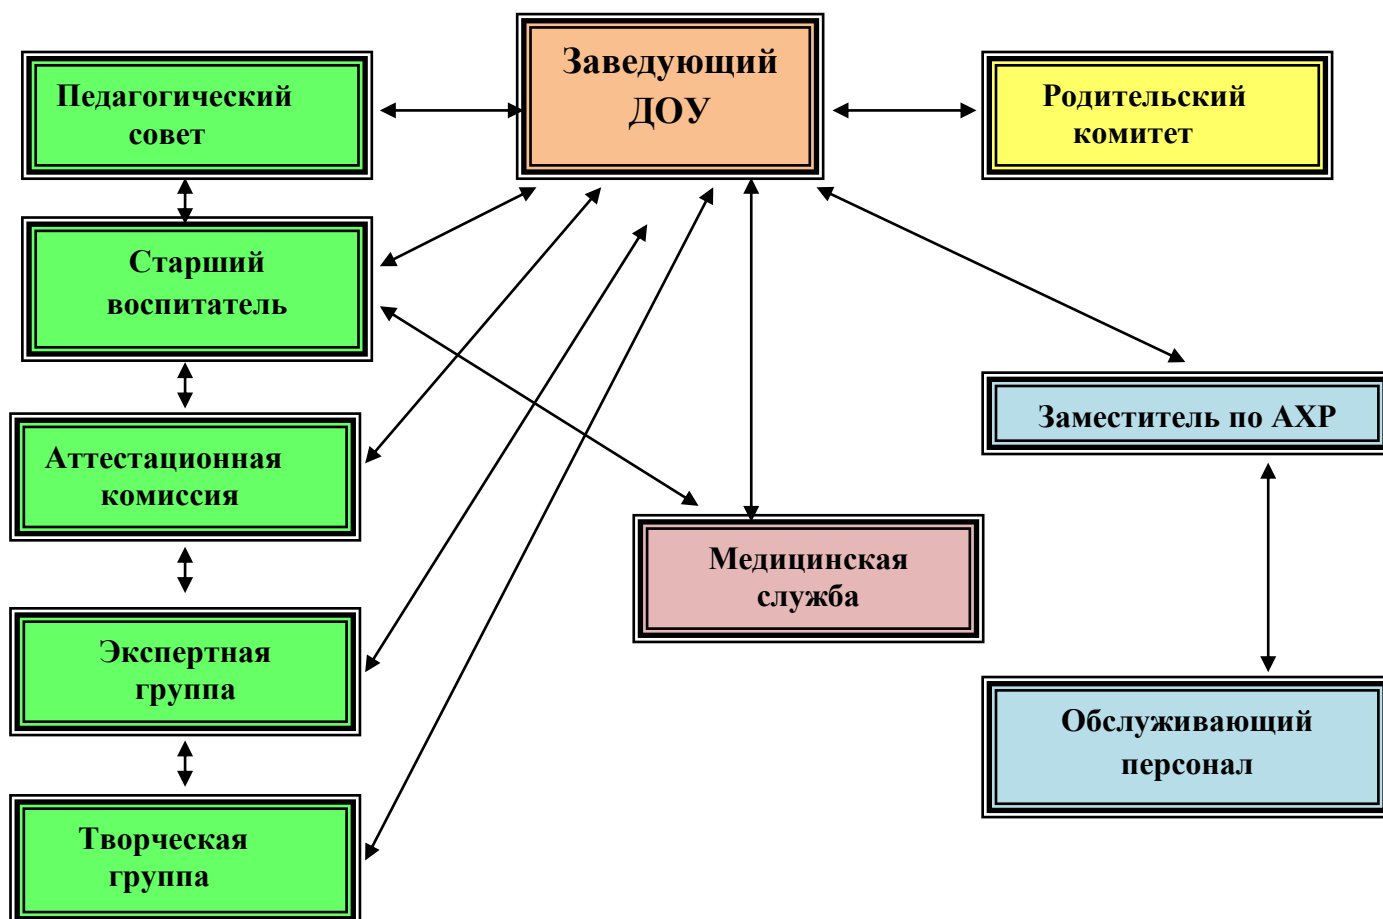 Заведующий
ДОУ
Педагогический
совет
Родительский
комитет
Старший
воспитатель
Заместитель по АХР
Аттестационная
комиссия
Медицинская
служба
Экспертная
группа
Обслуживающий
персонал
Творческая
группа